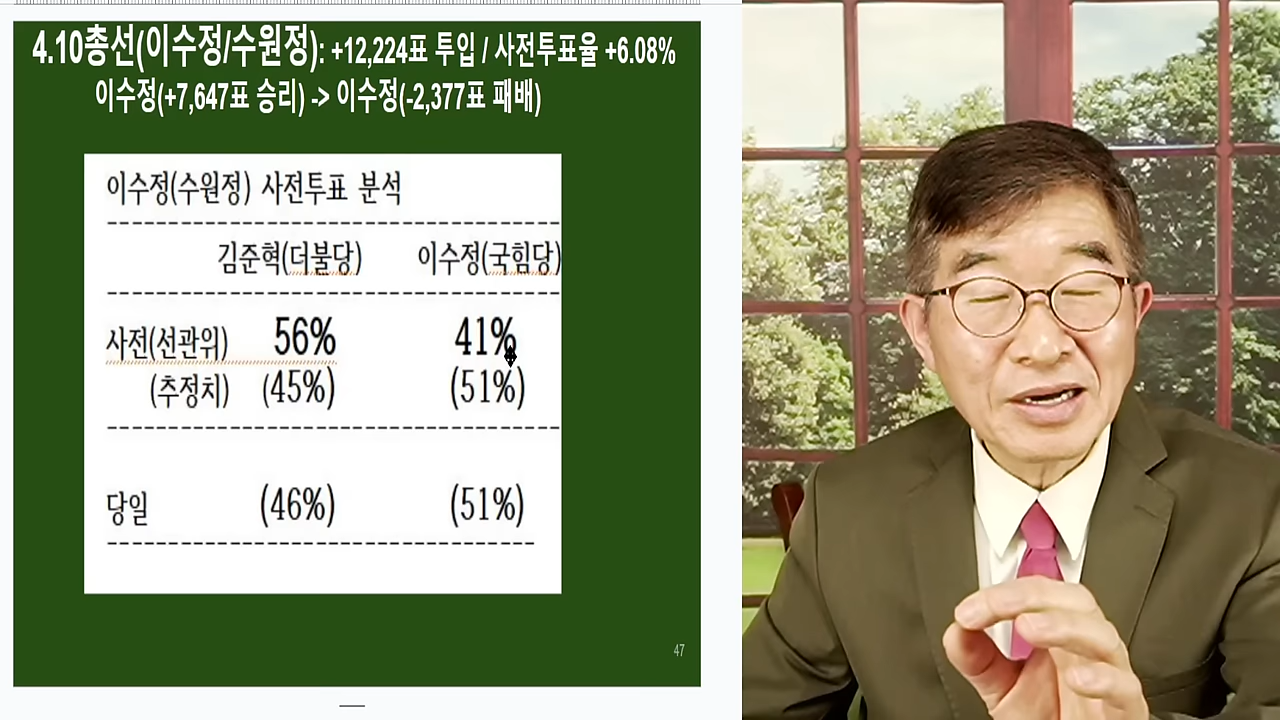 4.10총선(이수정/수원정): +12,224표 투입 / 사전투표율 +6.08%
이수정(+7,647표 승리) -> 이수정(-2,377표 패배)
이수정(수원정) 사전투표 분석
김준혁(더불당) 이수정(국힘당)
사전(선관위) 56% 41%
(추정치) (45%) (51%)
당일 (46%) (51%)
47